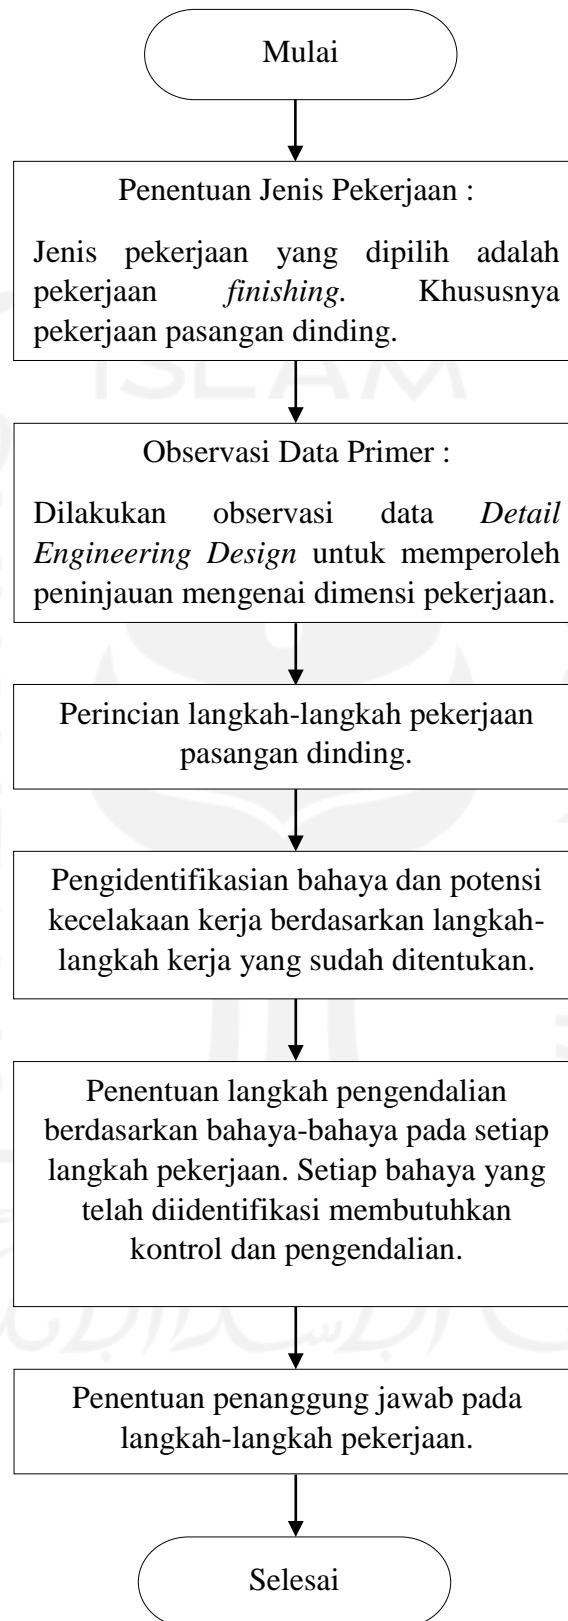 Mulai
Penentuan Jenis Pekerjaan :
Jenis pekerjaan yang dipilih adalah
pekerjaan finishing. Khususnya
pekerjaan pasangan dinding.
ISLAM
Observasi Data Primer :
Dilakukan observasi data Detail
Engineering Design untuk memperoleh
peninjauan mengenai dimensi pekerjaan.
Perincian langkah-langkah pekerjaan
pasangan dinding.
Pengidentifikasian bahaya dan potensi
kecelakaan kerja berdasarkan langkah-
langkah kerja yang sudah ditentukan.
Penentuan langkah pengendalian
berdasarkan bahaya-bahaya pada setiap
langkah pekerjaan. Setiap bahaya yang
telah diidentifikasi membutuhkan
kontrol dan pengendalian.
Penentuan penanggung jawab pada
langkah-langkah pekerjaan.
Selesai